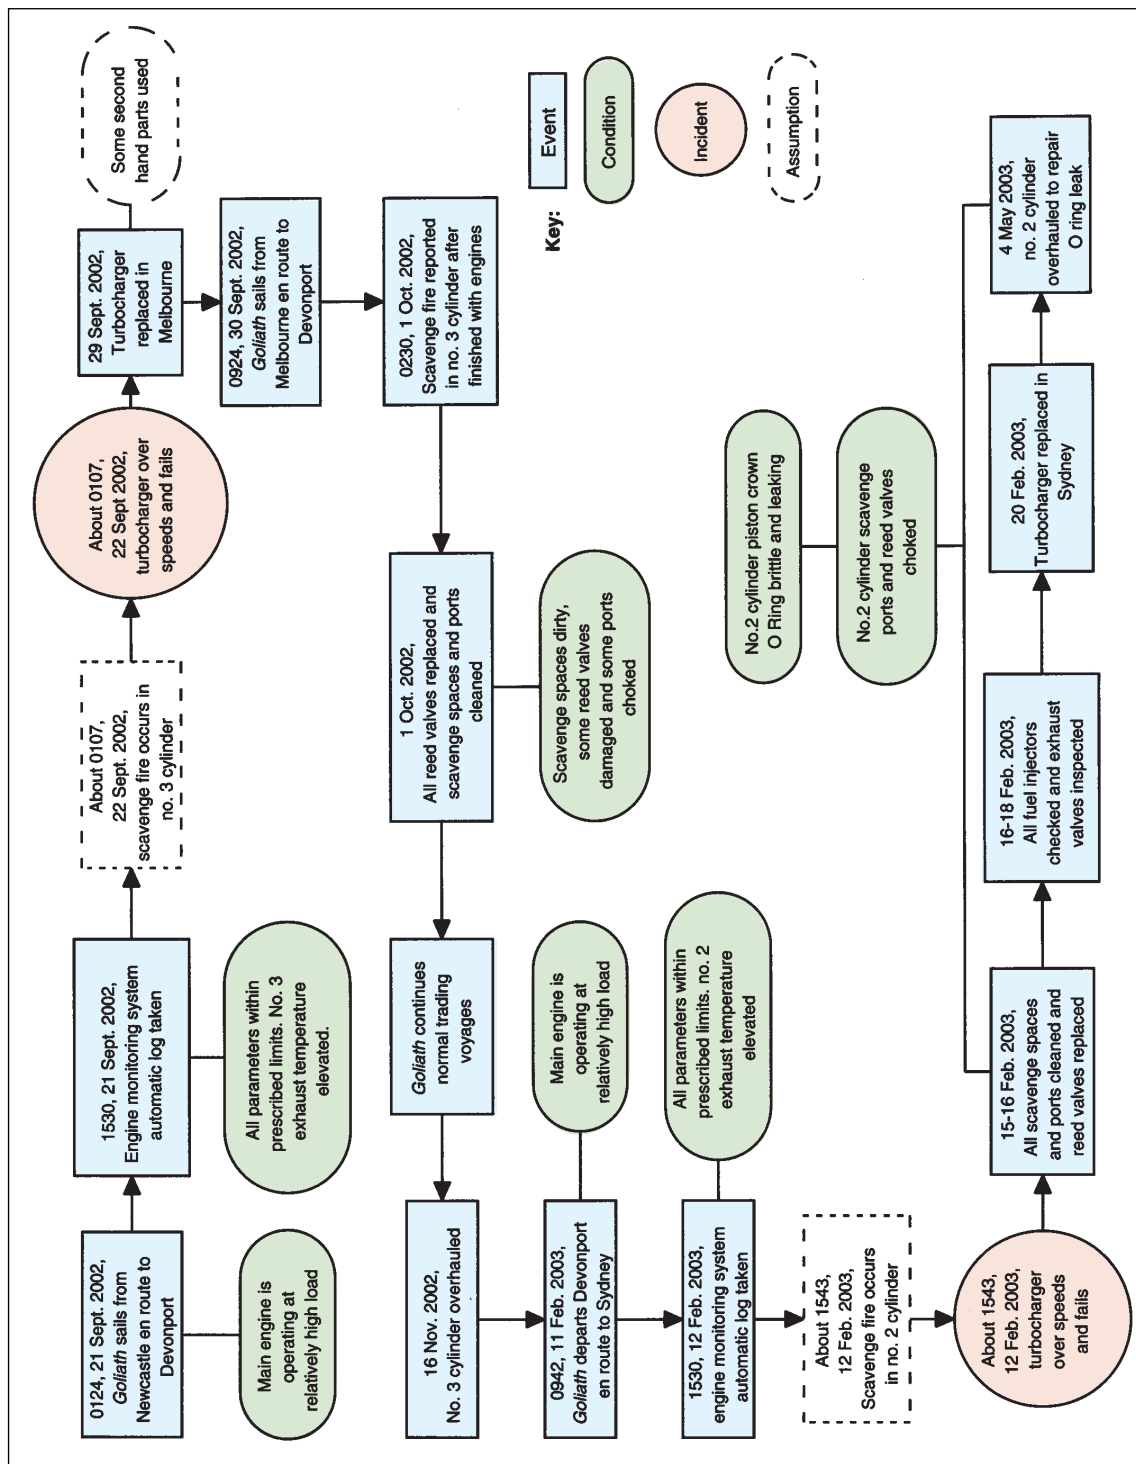 0124, 21 Sept. 2002,
Goliath sails from
Newcastle en route to
Devonport
Main engine is
operating at
relatively high load
1530, 21 Sept. 2002,
Engine monitoring system
automatic log taken
All parameters within
prescribed limits. No. 3
exhaust temperature
elevated.
About 0107,
22 Sept. 2002,
scavenge fire occurs in
no. 3 cylinder
About 0107,
22 Sept 2002,
turbocharger over
speeds and fails
29 Sept. 2002,
Turbocharger
replaced in
Melbourne
Some second
hand parts used
0924, 30 Sept. 2002,
Goliath sails from
Melbourne en route to
Devonport
0230, 1 Oct. 2002,
Scavenge fire reported
in no. 3 cylinder after
finished with engines
1 Oct. 2002,
All reed valves replaced and
scavenge spaces and ports
cleaned
Scavenge spaces dirty,
some reed valves
damaged and some ports
choked
Goliath continues
normal trading
voyages
16 Nov. 2002,
No. 3 cylinder overhauled
0942, 11 Feb. 2003,
Goliath departs Devonport
en route to Sydney
Main engine is
operating at
relatively high load
1530, 12 Feb. 2003,
engine monitoring system
automatic log taken
All parameters within
prescribed limits. no. 2
exhaust temperature
elevated
About 1543,
12 Feb. 2003,
Scavenge fire occurs
in no. 2 cylinder
About 1543,
12 Feb. 2003,
turbocharger
over speeds
and fails
15-16 Feb. 2003,
All scavenge spaces
and ports cleaned and
reed valves replaced
16-18 Feb. 2003,
All fuel injectors
checked and exhaust
valves inspected
20 Feb. 2003,
Turbocharger replaced in
Sydney
4 May 2003,
no. 2 cylinder
overhauled to repair
O ring leak
No.2 cylinder piston crown
O Ring brittle and leaking
No.2 cylinder scavenge
ports and reed valves
choked
Key:
Event
Condition
Incident
Assumption